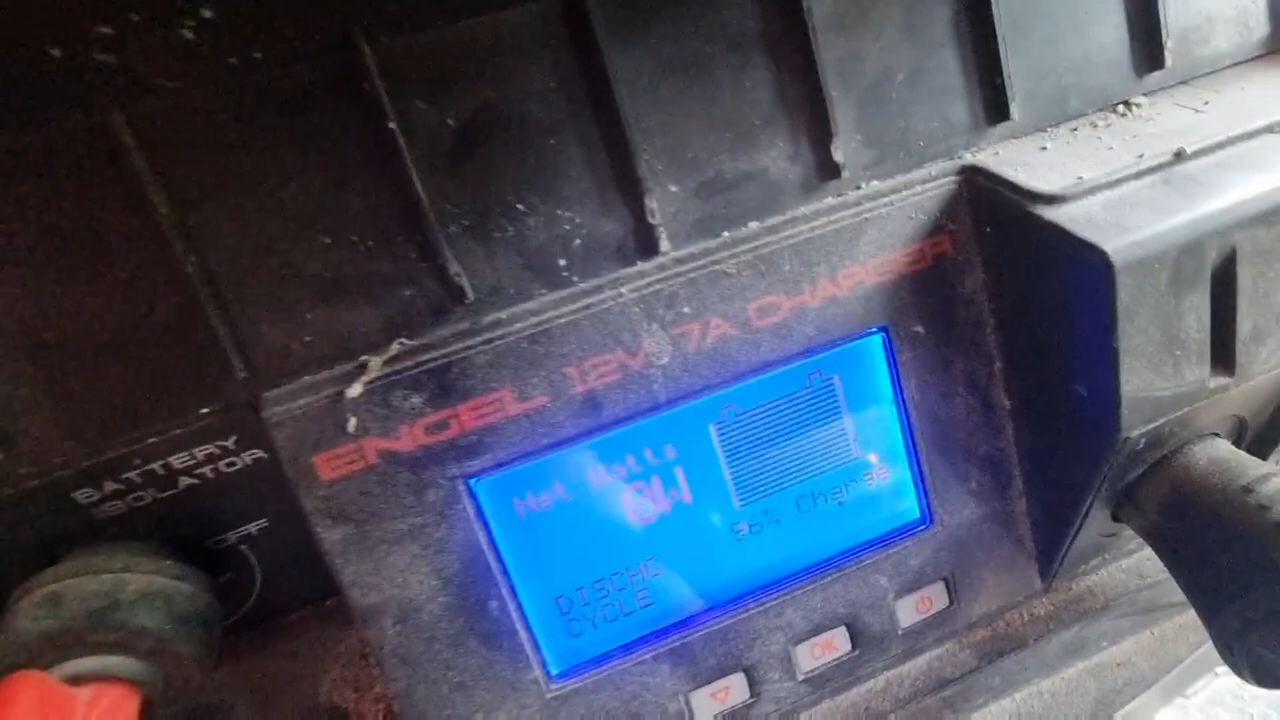 ENGEL 12V 7A CHARGER
BATTERY
ISOLATOR
OFF
Net Watts
0W
96% Charge
DISCHG
CYCLE
OK